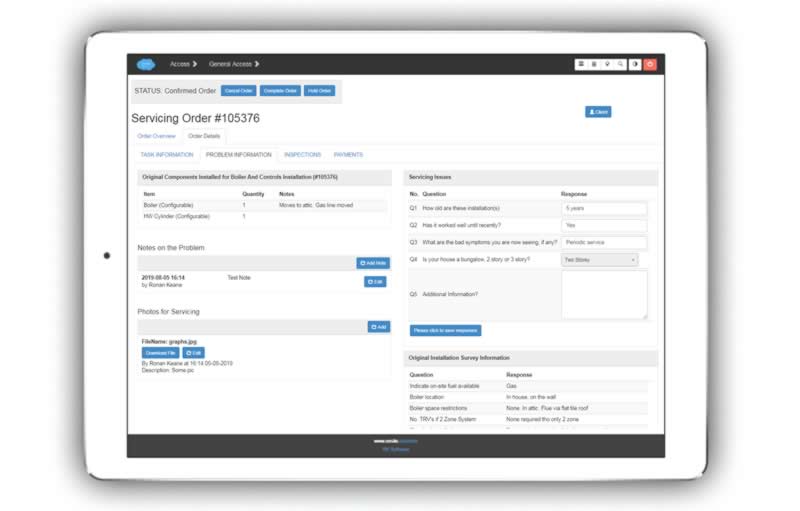 Access
General Access
STATUS: Confirmed Order
Cancel Order
Complete Order
Hold Order
Client
Servicing Order #105376
Order Overview
Order Details
TASK INFORMATION
PROBLEM INFORMATION
INSPECTIONS
PAYMENTS
Original Components Installed for Boiler And Controls Installation (#105376)
Item Quantity Notes
Boiler (Configurable) 1 Moves to attic. Gas line moved
HW Cylinder (Configurable) 1
Notes on the Problem
Add Note
2019-08-05 16:14 Test Note
by Ronan Keane
Edit
Photos for Servicing
Add
FileName: graphs.jpg
Download File
Edit
By Ronan Keane at 16:14 05-08-2019
Description: Some pic
Servicing Issues
No. Question Response
Q1 How old are these installation(s) 5 years
Q2 Has it worked well until recently? Yes
Q3 What are the bad symptoms you are now seeing, if any? Periodic service
Q4 Is your house a bungalow, 2 story or 3 story? Two Storey
Q5 Additional Information?
Please click to save responses
Original Installation Survey Information
Question Response
Indicate on-site fuel available Gas
Boiler location In house, on the wall
Boiler space restrictions None. In attic. Flue via flat tile roof
No. TRV's if 2 Zone System None required tho only 2 zone